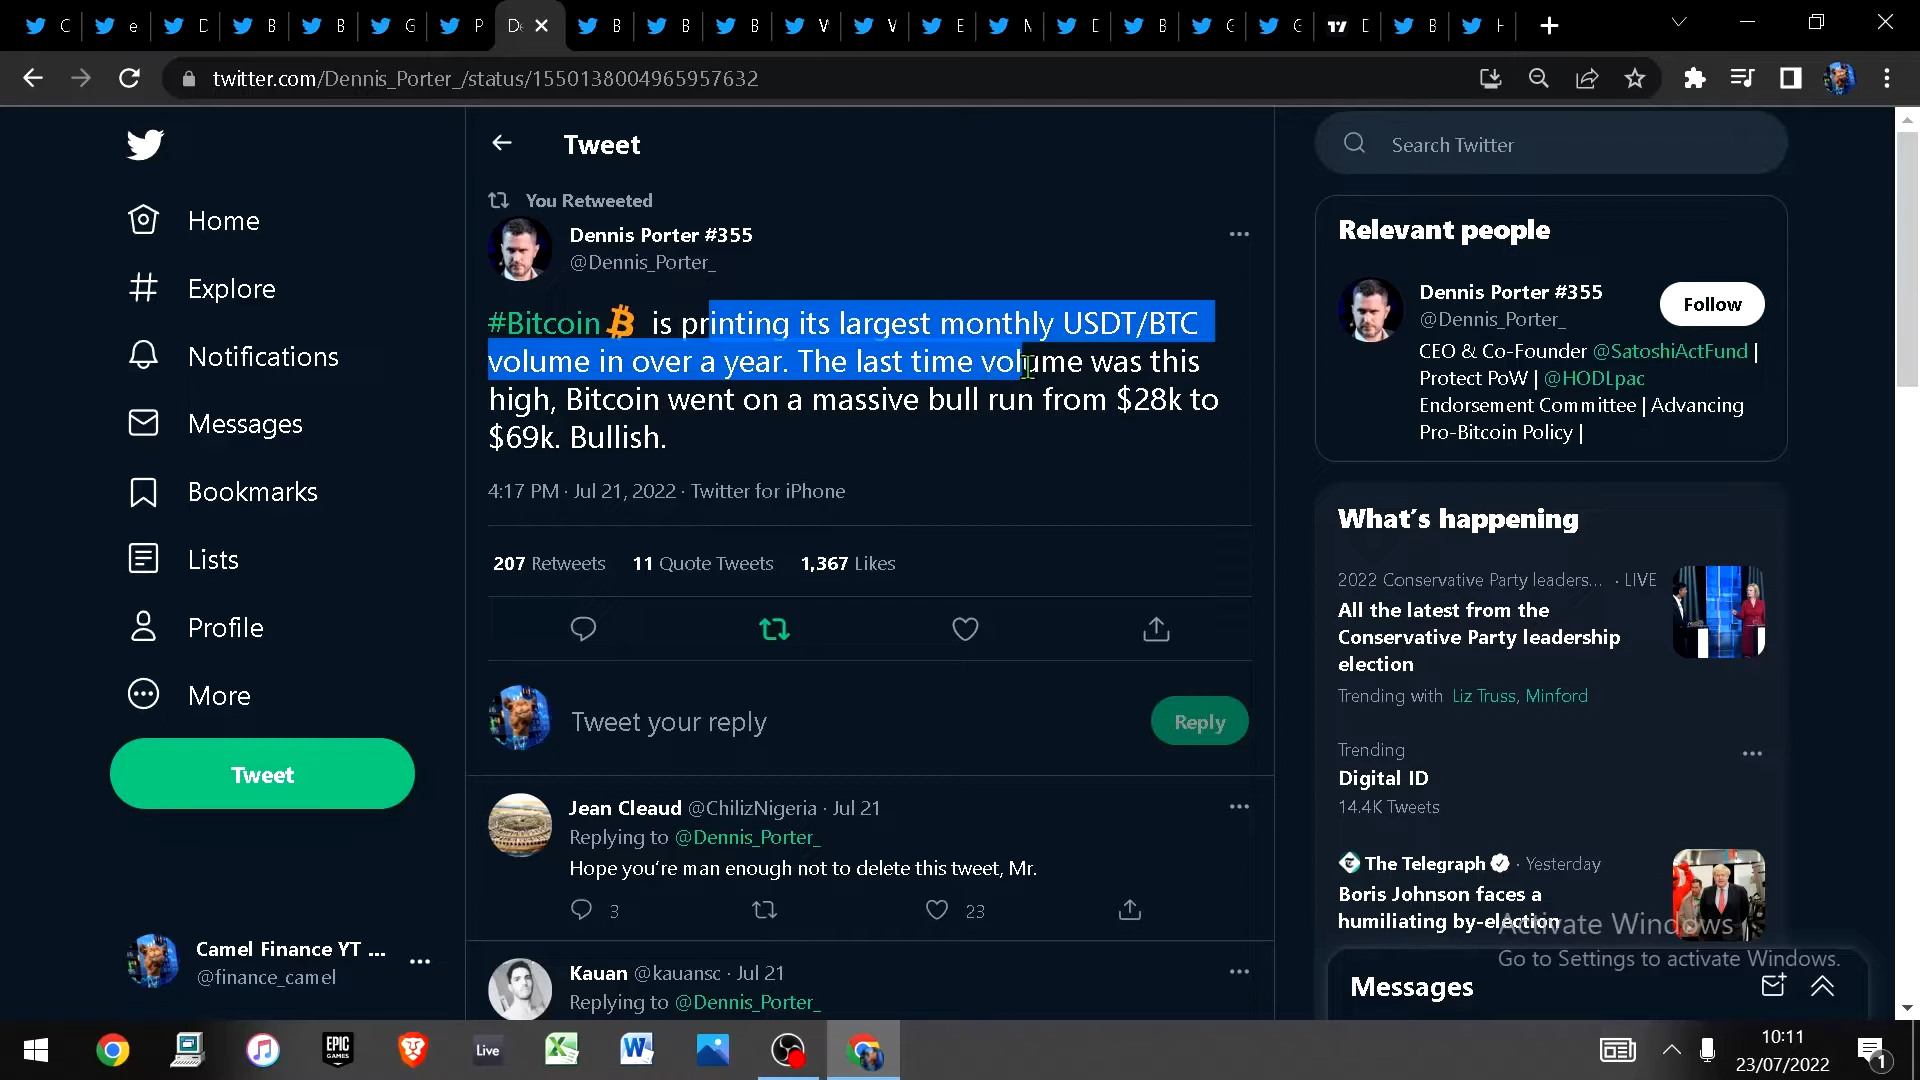 C
e
D
B
B
G
P
De
B
B
B
V
V
E
N
D
B
G
G
D
B
H
twitter.com/Dennis_Porter_/status/1550138004965957632
Tweet
Search Twitter
You Retweeted
Dennis Porter #355
@Dennis_Porter_
#Bitcoin is printing its largest monthly USDT/BTC
volume in over a year. The last time volume was this
high, Bitcoin went on a massive bull run from $28k to
$69k. Bullish.
4:17 PM · Jul 21, 2022 · Twitter for iPhone
207 Retweets 11 Quote Tweets 1,367 Likes
Tweet your reply
Reply
Jean Cleaud @ChilizNigeria · Jul 21
Replying to @Dennis_Porter_
Hope you’re man enough not to delete this tweet, Mr.
3
23
Kauan @kauansc · Jul 21
Replying to @Dennis_Porter_
Home
Explore
Notifications
Messages
Bookmarks
Lists
Profile
More
Tweet
Camel Finance YT ...
@finance_camel
Relevant people
Dennis Porter #355
@Dennis_Porter_
Follow
CEO & Co-Founder @SatoshiActFund |
Protect PoW | @HODLpac
Endorsement Committee | Advancing
Pro-Bitcoin Policy |
What’s happening
2022 Conservative Party leaders... · LIVE
All the latest from the
Conservative Party leadership
election
Trending with Liz Truss, Minford
Trending
Digital ID
14.4K Tweets
The Telegraph · Yesterday
Boris Johnson faces a
humiliating by-election
Activate Windows
Go to Settings to activate Windows.
Messages
EPIC
GAMES
Live
10:11
23/07/2022
1